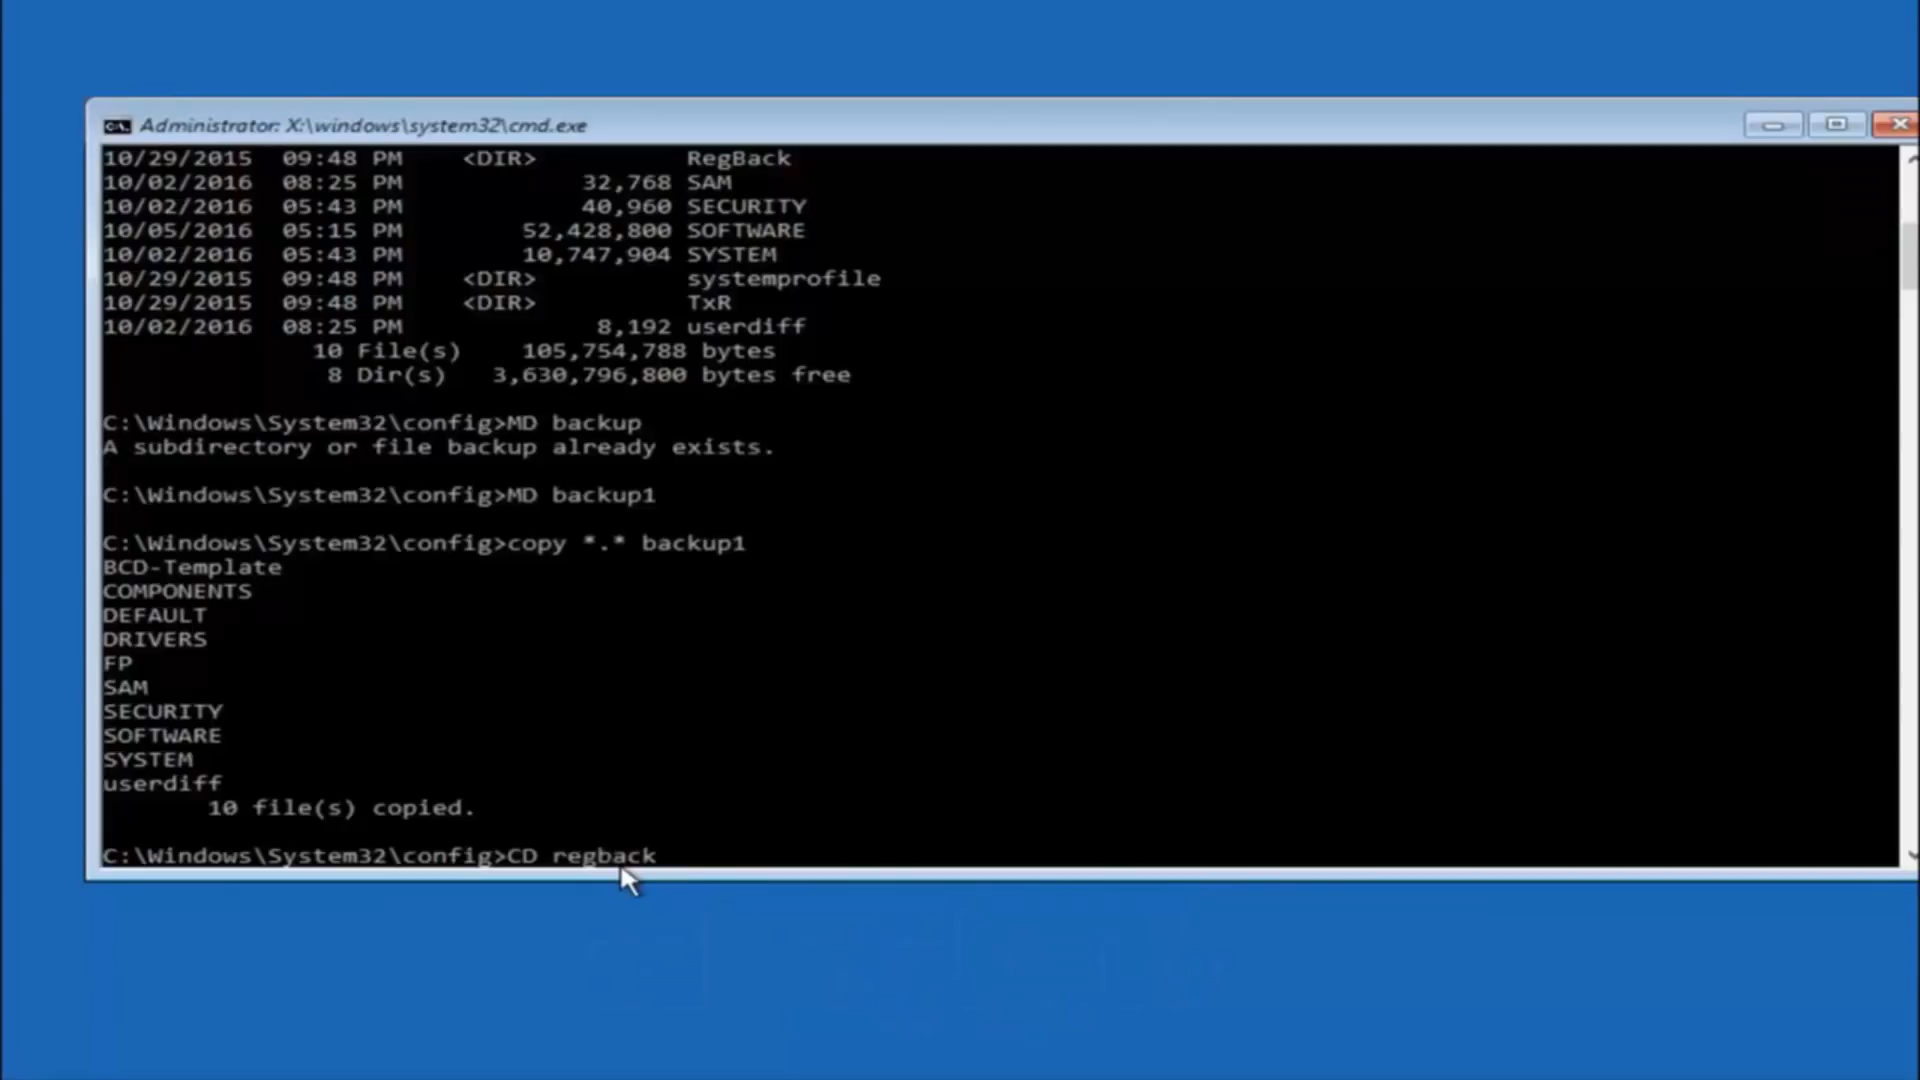 Administrator: X:\windows\system32\cmd.exe
10/29/2015  09:48 PM    <DIR>          RegBack
10/02/2016  08:25 PM            32,768 SAM
10/02/2016  05:43 PM            40,960 SECURITY
10/05/2016  05:15 PM        52,428,800 SOFTWARE
10/02/2016  05:43 PM        10,747,904 SYSTEM
10/29/2015  09:48 PM    <DIR>          systemprofile
10/29/2015  09:48 PM    <DIR>          TxR
10/02/2016  08:25 PM             8,192 userdiff
10 File(s)    105,754,788 bytes
8 Dir(s)   3,630,796,800 bytes free
C:\Windows\System32\config>MD backup
A subdirectory or file backup already exists.
C:\Windows\System32\config>MD backup1
C:\Windows\System32\config>copy *.* backup1
BCD-Template
COMPONENTS
DEFAULT
DRIVERS
FP
SAM
SECURITY
SOFTWARE
SYSTEM
userdiff
10 file(s) copied.
C:\Windows\System32\config>CD regback